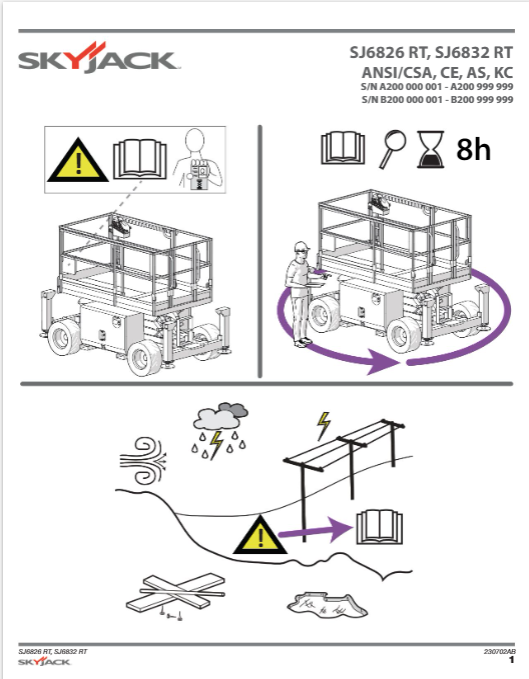 SKYJACK
SJ6826 RT, SJ6832 RT
ANSI/CSA, CE, AS, KC
S/N A200 000 001 - A200 999 999
S/N B200 000 001 - B200 999 999
8h
SJ6826 RT, SJ6832 RT
230702AB
SKYJACK
1